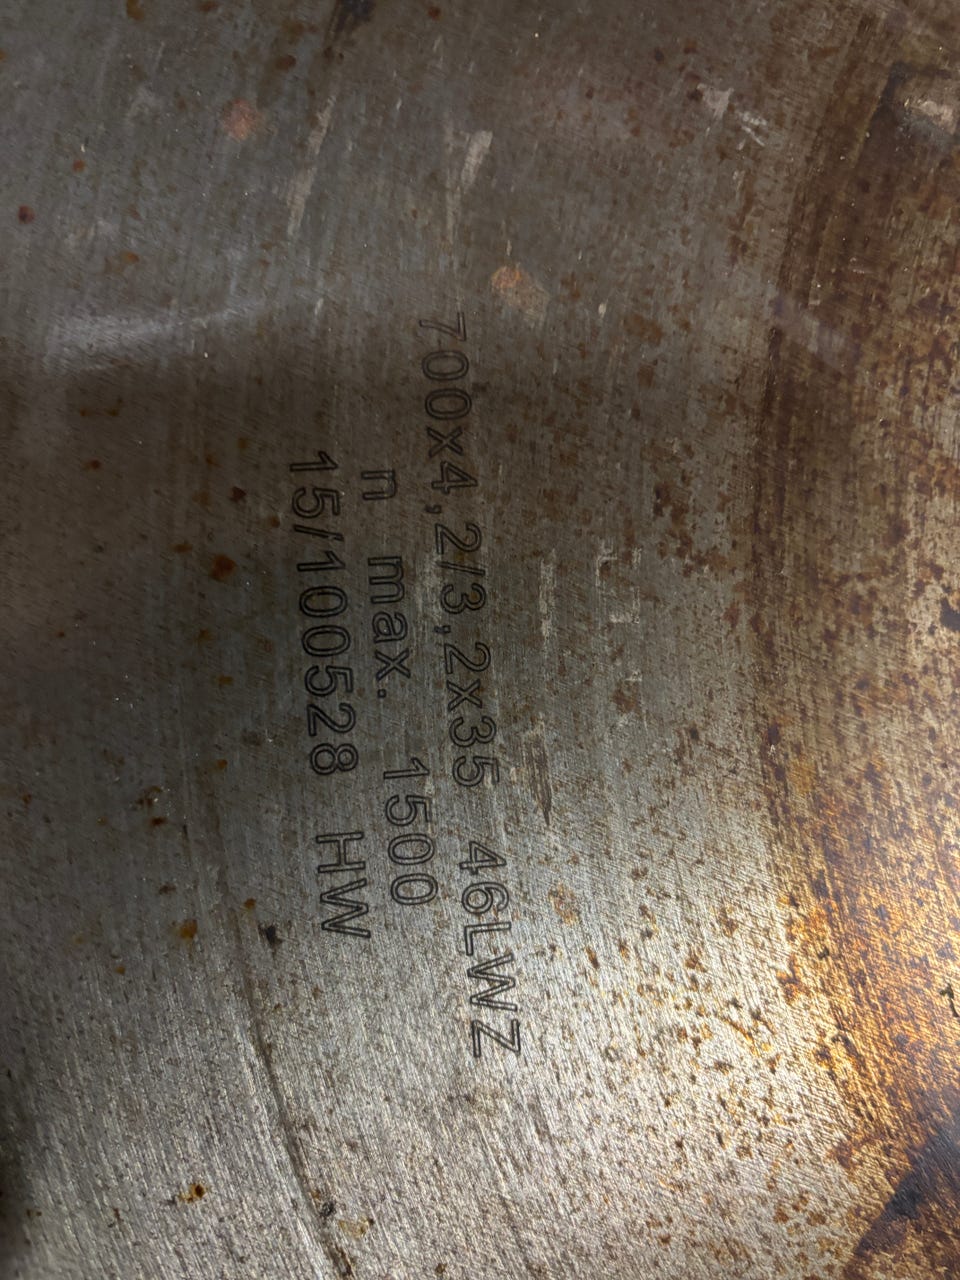 700x4,2/3,2x35 46LWZ
n max. 1500
15/100528 HW